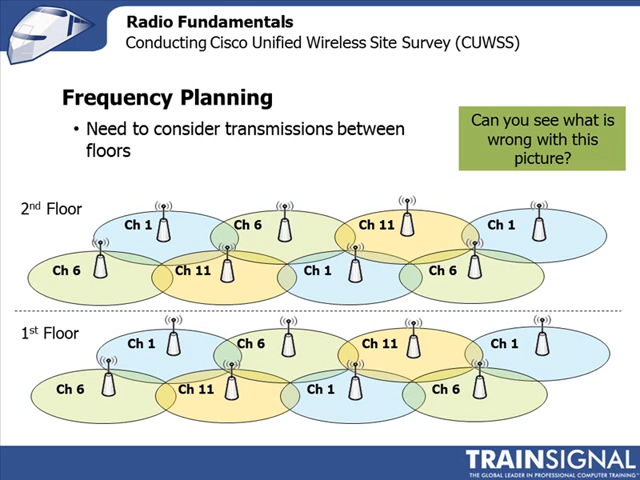 Radio Fundamentals
Conducting Cisco Unified Wireless Site Survey (CUWSS)
Frequency Planning
• Need to consider transmissions between
floors
Can you see what is
wrong with this
picture?
2nd Floor
Ch 1
Ch 6
Ch 11
Ch 1
Ch 6
Ch 11
Ch 1
Ch 6
1st Floor
Ch 1
Ch 6
Ch 11
Ch 1
Ch 6
Ch 11
Ch 1
Ch 6
TRAINSIGNAL
THE GLOBAL LEADER IN PROFESSIONAL COMPUTER TRAINING